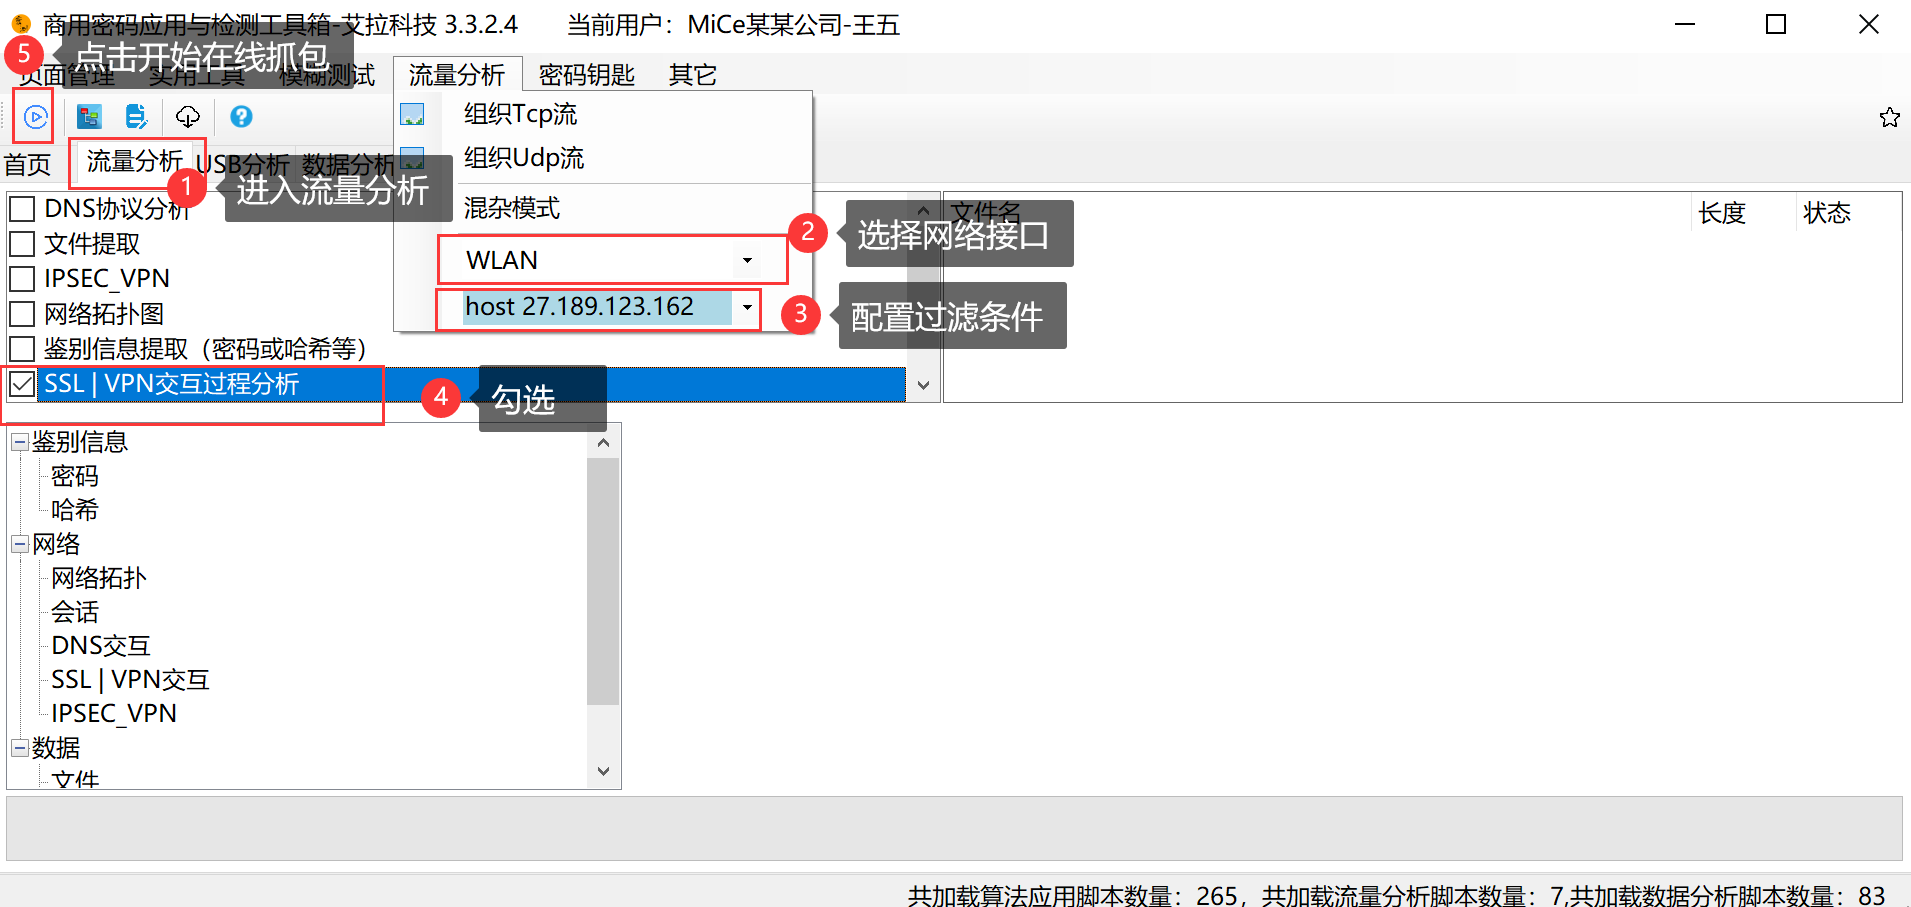 商用密码应用与检测工具箱-艾拉科技 3.3.2.4 当前用户：MiCe某某公司-王五
5 点击开始在线抓包
页面管理 实用工具 模糊测试 流量分析 密码钥匙 其它
组织Tcp流
组织Udp流
混杂模式
WLAN
host 27.189.123.162
首页 流量分析 USB分析 数据分析
1 进入流量分析
2 选择网络接口
3 配置过滤条件
DNS协议分析
文件提取
IPSEC_VPN
网络拓扑图
鉴别信息提取（密码或哈希等）
SSL | VPN交互过程分析
4 勾选
文件名 长度 状态
鉴别信息
密码
哈希
网络
网络拓扑
会话
DNS交互
SSL | VPN交互
IPSEC_VPN
数据
文件
共加载算法应用脚本数量：265，共加载流量分析脚本数量：7,共加载数据分析脚本数量：83